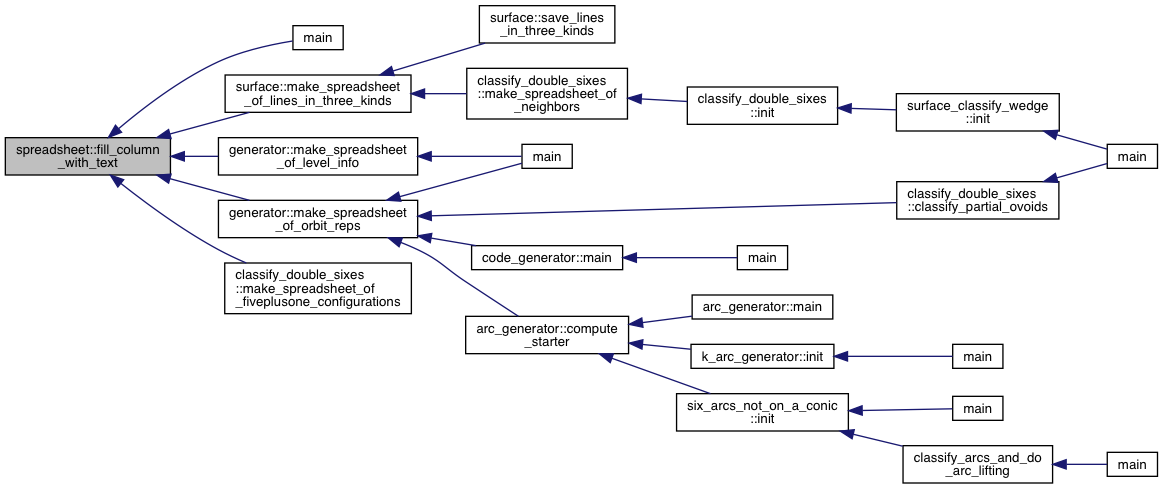 spreadsheet::fill_column
_with_text
main
surface::make_spreadsheet
_of_lines_in_three_kinds
surface::save_lines
_in_three_kinds
classify_double_sixes
::make_spreadsheet_of
_neighbors
classify_double_sixes
::init
surface_classify_wedge
::init
main
generator::make_spreadsheet
_of_level_info
main
generator::make_spreadsheet
_of_orbit_reps
classify_double_sixes
::classify_partial_ovoids
code_generator::main
main
classify_double_sixes
::make_spreadsheet_of
_fiveplusone_configurations
arc_generator::compute
_starter
arc_generator::main
k_arc_generator::init
main
six_arcs_not_on_a_conic
::init
main
classify_arcs_and_do
_arc_lifting
main